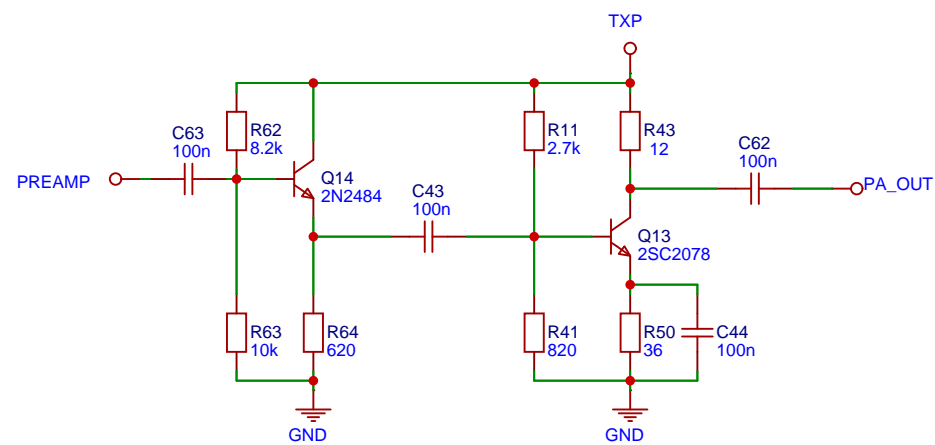 TXP
C63
100n
R62
8.2k
R11
2.7k
R43
12
C62
100n
PREAMP
Q14
2N2484
C43
100n
PA_OUT
Q13
2SC2078
R63
10k
R64
620
R41
820
R50
36
C44
100n
GND
GND